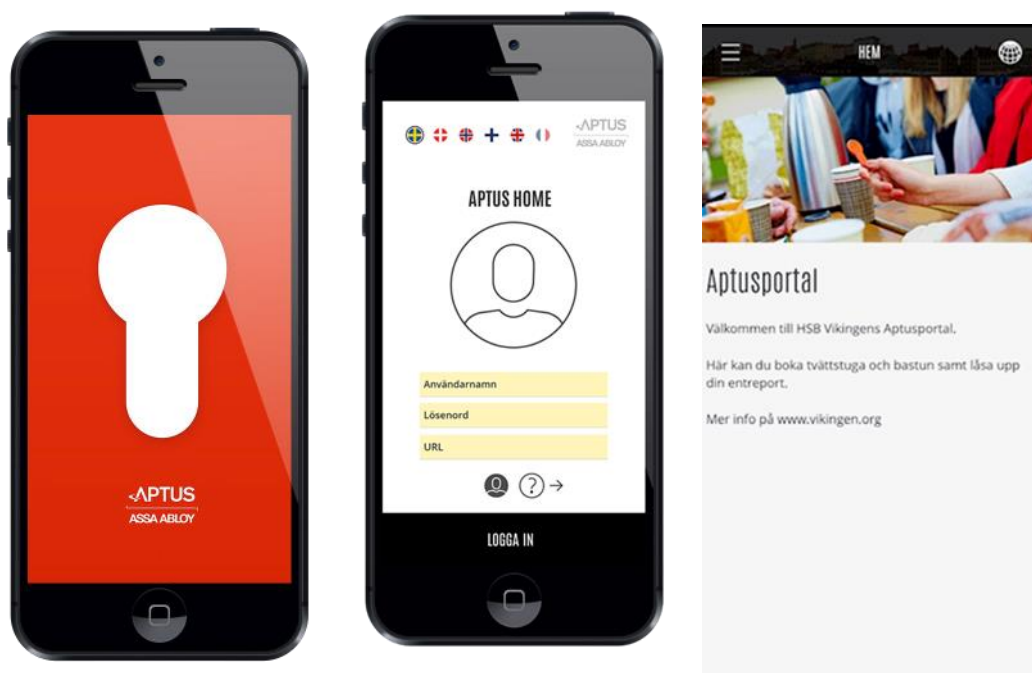 APTUS
ASSA ABLOY
APTUS
ASSA ABLOY
APTUS HOME
Användarnamn
Lösenord
URL
?
LOGGA IN
HEM
Aptusportal
Välkommen till HSB Vikingens Aptusportal.
Här kan du boka tvättstuga och bastun samt låsa upp
din entreport.
Mer info på www.vikingen.org